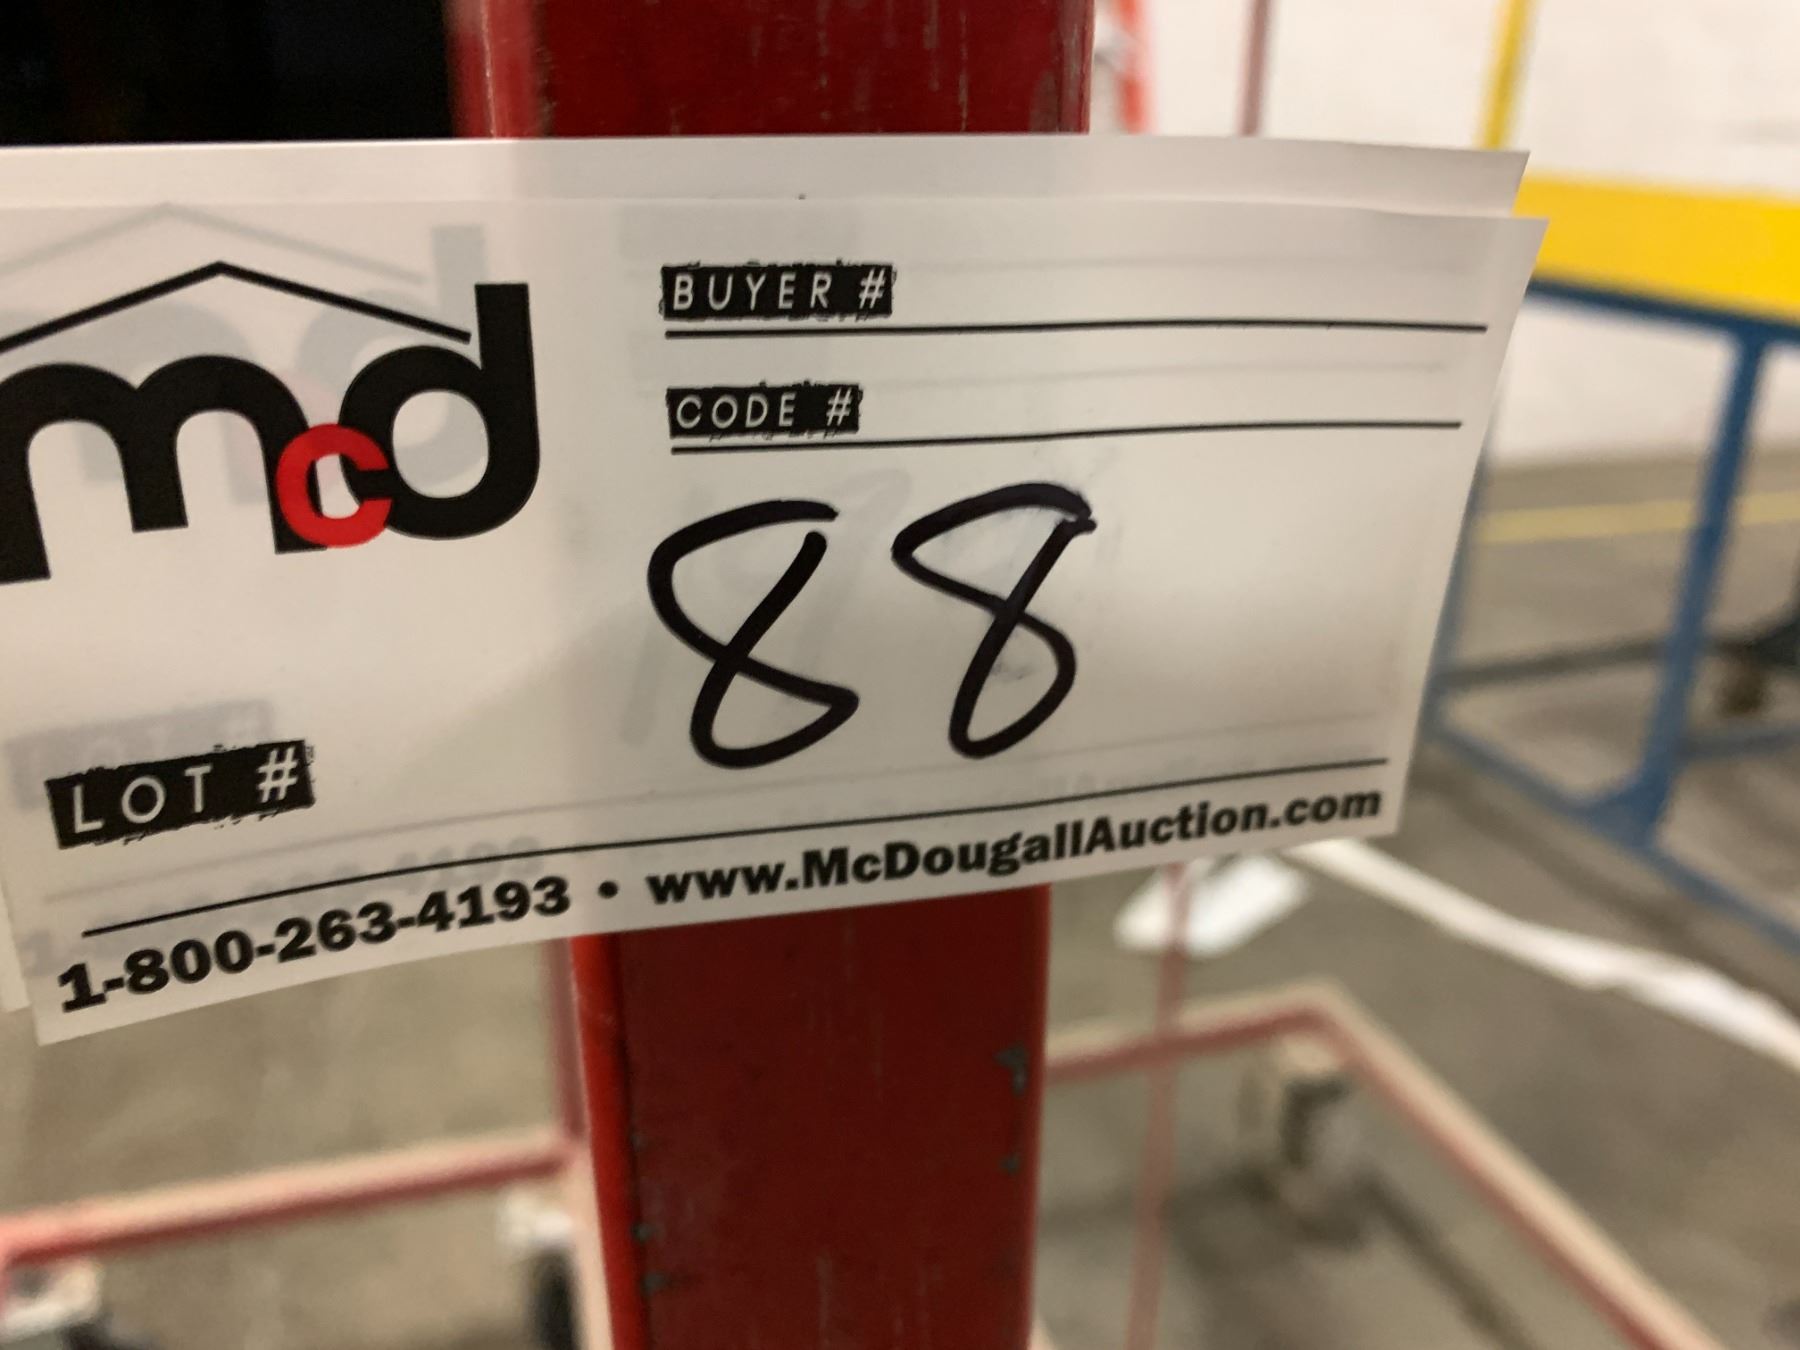 mcd
BUYER #
CODE #
88
LOT #
1-800-263-4193 • www.McDougallAuction.com